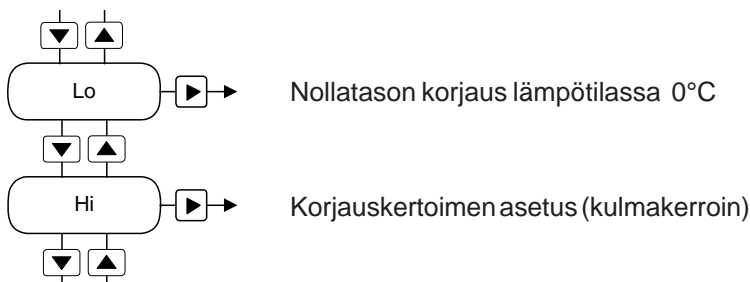 Lo
Nollatason korjaus lämpötilassa 0°C
Hi
Korjauskertoimen asetus (kulmakerroin)